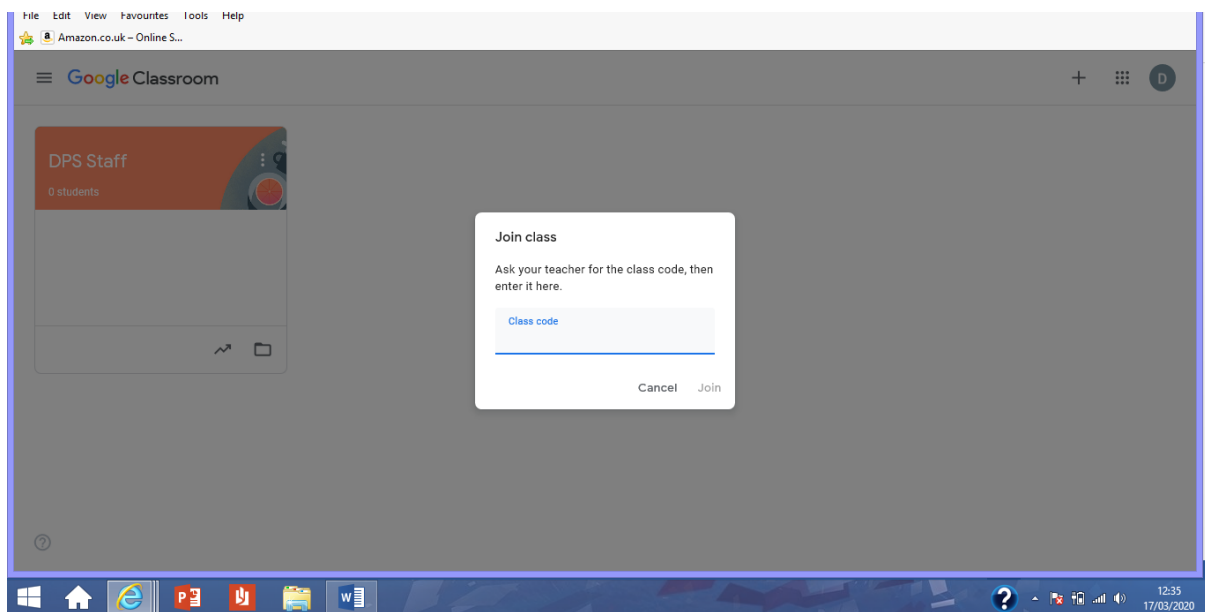 File Edit View Favourites Tools Help
a Amazon.co.uk – Online S...
Google Classroom
D
DPS Staff
0 students
Join class
Ask your teacher for the class code, then
enter it here.
Class code
Cancel Join
12:35
17/03/2020